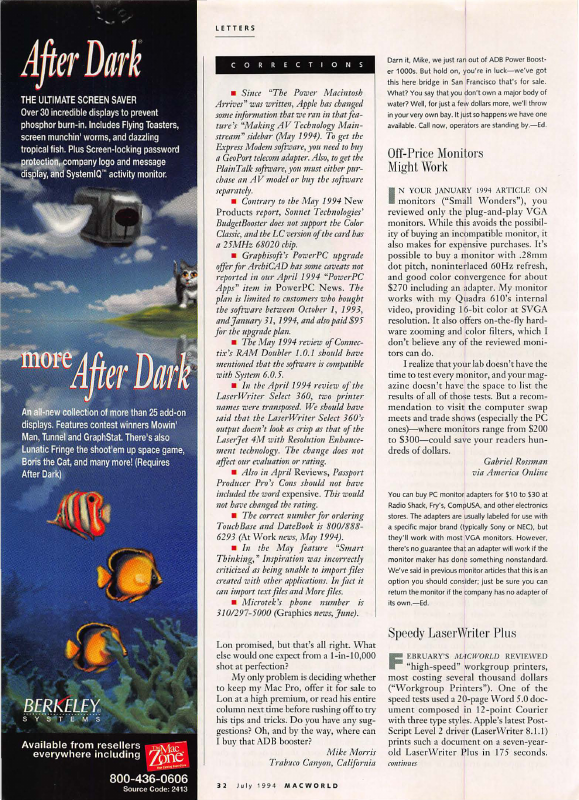 After Dark
THE ULTIMATE SCREEN SAVER
Over 30 incredible displays to prevent
phosphor burn-in. Includes Flying Toasters,
screen munchin' worms, and dazzling
tropical fish. Plus Screen-locking password
protection, company logo and message
display, and SystemIQ™ activity monitor.
more After Dark
An all-new collection of more than 25 add-on
displays. Features contest winners Mowin'
Man, Tunnel and GraphStat. There's also
Lunatic Fringe the shoot'em up space game,
Boris the Cat, and many more! (Requires
After Dark)
BERKELEY
SYSTEMS
Available from resellers
everywhere including
Mac
Zone
800-436-0606
Source Code: 2413
LETTERS
CORRECTIONS
■ Since "The Power Macintosh
Arrives" was written, Apple has changed
some information that we ran in that fea-
ture's "Making AV Technology Main-
stream" sidebar (May 1994). To get the
Express Modem software, you need to buy
a GeoPort telecom adapter. Also, to get the
PlainTalk software, you must either pur-
chase an AV model or buy the software
separately.
■ Contrary to the May 1994 New
Products report, Sonnet Technologies'
BudgetBooster does not support the Color
Classic, and the LC version of the card has
a 25MHz 68020 chip.
■ Graphisoft's PowerPC upgrade
offer for ArchiCAD has some caveats not
reported in our April 1994 "PowerPC
Apps" item in PowerPC News. The
plan is limited to customers who bought
the software between October 1, 1993,
and January 31, 1994, and also paid $95
for the upgrade plan.
■ The May 1994 review of Connec-
tix's RAM Doubler 1.0.1 should have
mentioned that the software is compatible
with System 6.0.5.
■ In the April 1994 review of the
LaserWriter Select 360, two printer
names were transposed. We should have
said that the LaserWriter Select 360's
output doesn't look as crisp as that of the
LaserJet 4M with Resolution Enhance-
ment technology. The change does not
affect our evaluation or rating.
■ Also in April Reviews, Passport
Producer Pro's Cons should not have
included the word expensive. This would
not have changed the rating.
■ The correct number for ordering
TouchBase and DateBook is 800/888-
6293 (At Work news, May 1994).
■ In the May feature "Smart
Thinking," Inspiration was incorrectly
criticized as being unable to import files
created with other applications. In fact it
can import text files and More files.
■ Microtek's phone number is
310/297-5000 (Graphics news, June).
Lon promised, but that's all right. What
else would one expect from a 1-in-10,000
shot at perfection?
My only problem is deciding whether
to keep my Mac Pro, offer it for sale to
Lon at a high premium, or read his entire
column next time before rushing off to try
his tips and tricks. Do you have any sug-
gestions? Oh, and by the way, where can
I buy that ADB booster?
Mike Morris
Trabuco Canyon, California
Darn it, Mike, we just ran out of ADB Power Boost-
er 1000s. But hold on, you're in luck—we've got
this here bridge in San Francisco that's for sale.
What? You say that you don't own a major body of
water? Well, for just a few dollars more, we'll throw
in your very own bay. It just so happens we have one
available. Call now, operators are standing by.—Ed.
Off-Price Monitors
Might Work
IN YOUR JANUARY 1994 ARTICLE ON
monitors ("Small Wonders"), you
reviewed only the plug-and-play VGA
monitors. While this avoids the possibil-
ity of buying an incompatible monitor, it
also makes for expensive purchases. It's
possible to buy a monitor with .28mm
dot pitch, noninterlaced 60Hz refresh,
and good color convergence for about
$270 including an adapter. My monitor
works with my Quadra 610's internal
video, providing 16-bit color at SVGA
resolution. It also offers on-the-fly hard-
ware zooming and color filters, which I
don't believe any of the reviewed moni-
tors can do.
I realize that your lab doesn't have the
time to test every monitor, and your mag-
azine doesn't have the space to list the
results of all of those tests. But a recom-
mendation to visit the computer swap
meets and trade shows (especially the PC
ones)—where monitors range from $200
to $300—could save your readers hun-
dreds of dollars.
Gabriel Rossman
via America Online
You can buy PC monitor adapters for $10 to $30 at
Radio Shack, Fry's, CompUSA, and other electronics
stores. The adapters are usually labeled for use with
a specific major brand (typically Sony or NEC), but
they'll work with most VGA monitors. However,
there's no guarantee that an adapter will work if the
monitor maker has done something nonstandard.
We've said in previous monitor articles that this is an
option you should consider; just be sure you can
return the monitor if the company has no adapter of
its own.—Ed.
Speedy LaserWriter Plus
FEBRUARY'S MACWORLD REVIEWED
"high-speed" workgroup printers,
most costing several thousand dollars
("Workgroup Printers"). One of the
speed tests used a 20-page Word 5.0 doc-
ument composed in 12-point Courier
with three type styles. Apple's latest Post-
Script Level 2 driver (LaserWriter 8.1.1)
prints such a document on a seven-year-
old LaserWriter Plus in 175 seconds.
continues
32 July 1994 MACWORLD